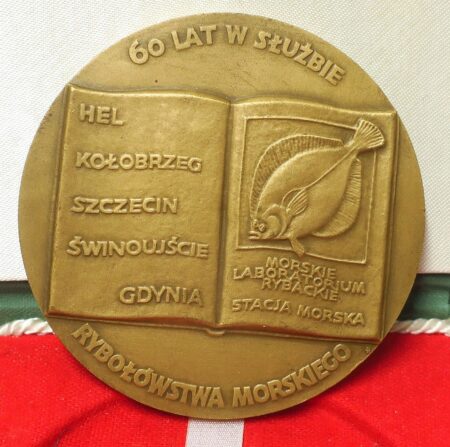 60 LAT W SŁUŻBIE
HEL
KOŁOBRZEG
SZCZECIN
ŚWINOUJŚCIE
GDYNIA
MORSKIE
LABORATORIUM
RYBACKIE
STACJA MORSKA
RYBOŁÓWSTWA MORSKIEGO